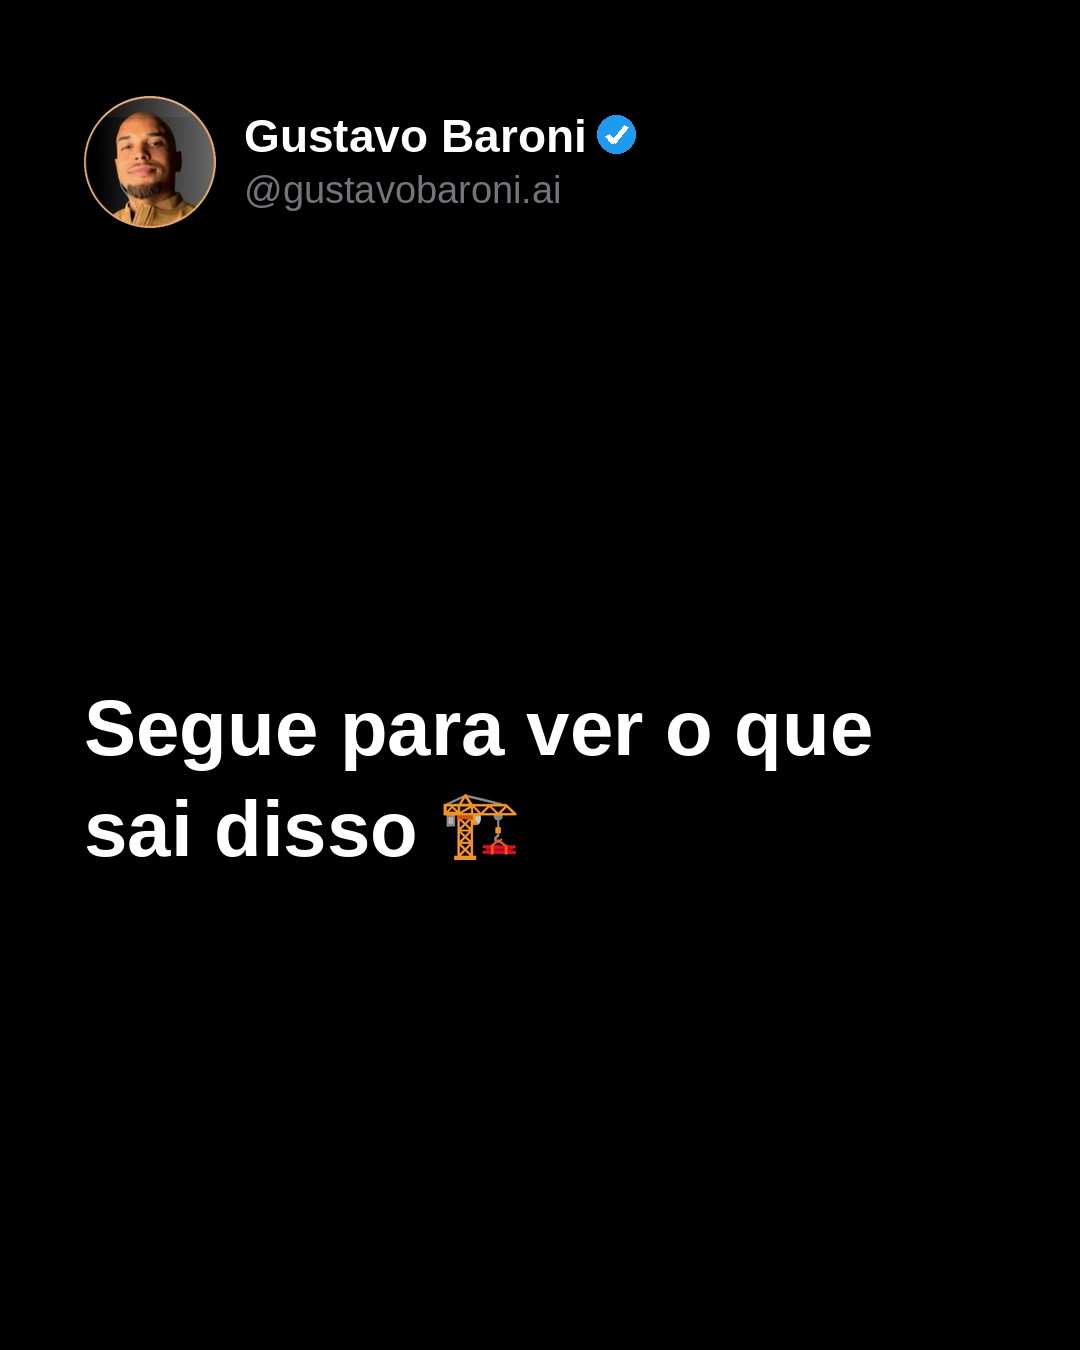 Gustavo Baroni
@gustavobaroni.ai
Segue para ver o que
sai disso 🏗️